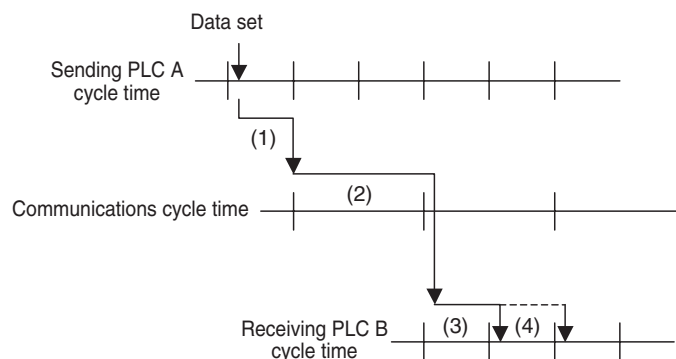 Data set
Sending PLC A
cycle time
(1)
(2)
Communications cycle time
(3)
(4)
Receiving PLC B
cycle time